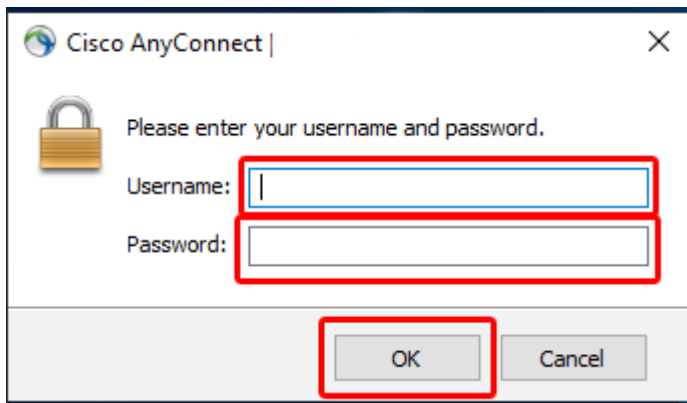 Cisco AnyConnect |
Please enter your username and password.
Username:
Password:
OK Cancel